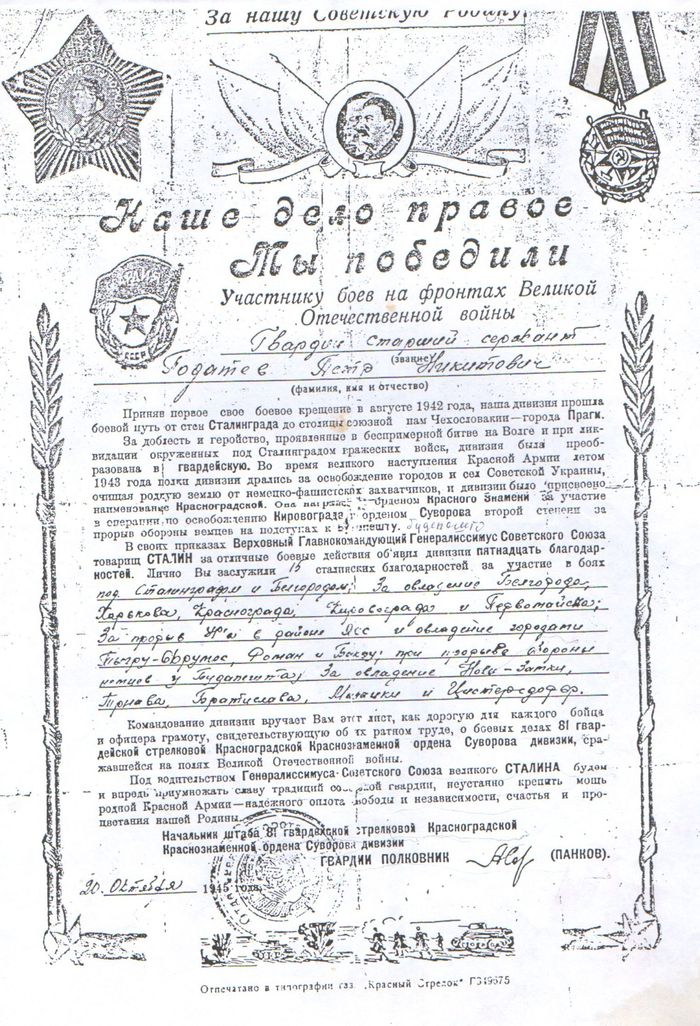 За нашу Советскую Родину
Наше дело правое
Мы победили
Участнику боев на фронтах Великой
Отечественной войны
Гвардии старший сержант
(звание)
Петр Никитович
(фамилия, имя и отчество)
Приняв первое свое боевое крещение в августе 1942 года, наша дивизия прошла
боевой путь от стен Сталинграда до столицы союзной нам Чехословакии—города Праги.
За доблесть и геройство, проявленные в беспримерной битве на Волге и при лик-
видации окруженных под Сталинградом вражеских войск, дивизия была преоб-
разована в гвардейскую. Во время великого наступления Красной Армии летом
1943 года полки дивизии дрались за освобождение городов и сел Советской Украины,
очищая родную землю от немецко-фашистских захватчиков, и дивизии было присвоено
наименование Красноградской. Она награждена орденом Красного Знамени за участие
в операции по освобождению Кировограда и орденом Суворова второй степени за
прорыв обороны немцев на подступах к Будапешту. Будапешту
В своих приказах Верховный Главнокомандующий Генералиссимус Советского Союза
товарищ СТАЛИН за отличные боевые действия об'явил дивизии пятнадцать благодар-
ностей. Лично Вы заслужили 15 сталинских благодарностей за участие в боях
под Сталинградом и Белгородом; За овладение Белгорода,
Харькова, Краснограда, Кировограда и Первомайска;
За прорыв в районе Ясс и овладение городами
Тыргу-Фрумос, Роман и Бакэу; при прорыве обороны
немцев у Будапешта; За овладение Нови-Замки,
Трнава, Братислава, Малацки и Цистерсдорф.
Командование дивизии вручает Вам этот лист, как дорогую для каждого бойца
и офицера грамоту, свидетельствующую об их ратном труде, о боевых делах 81 гвар-
дейской стрелковой Красноградской Краснознаменной ордена Суворова дивизии, сра-
жавшейся на полях Великой Отечественной войны.
Под водительством Генералиссимуса Советского Союза великого СТАЛИНА будем
и впредь приумножать славу традиций советской гвардии, неустанно крепить мощь
родной Красной Армии—надежного оплота свободы и независимости, счастья и про-
цветания нашей Родины.
Начальник штаба 81 гвардейской стрелковой Красноградской
Краснознаменной ордена Суворова дивизии
ГВАРДИИ ПОЛКОВНИК (ПАНКОВ).
20 Октября 1945 года
Отпечатано в типографии газ. „Красный Стрелок" Г349675